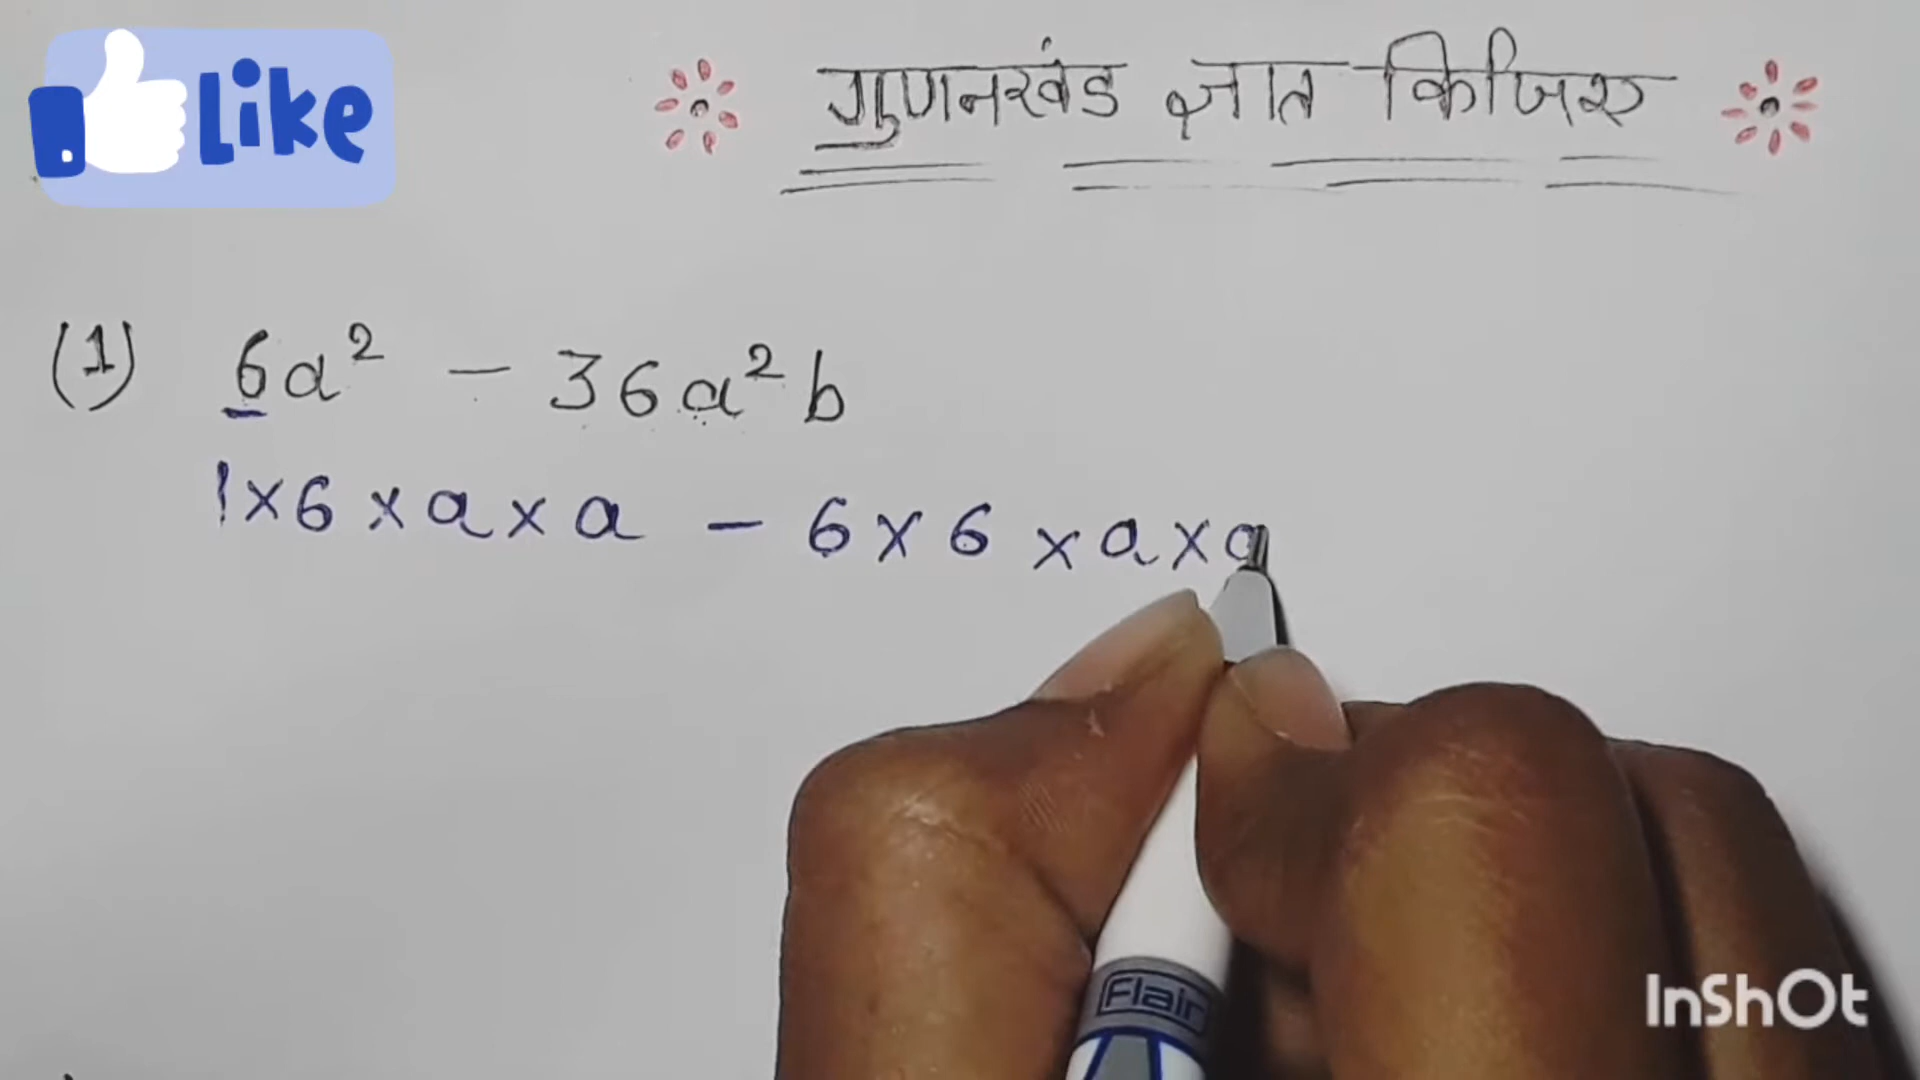 Like
गुणनखंड ज्ञात किजिए
(1) 6a² - 36a²b
1×6×a×a - 6×6×a×a
Flair
InShOt